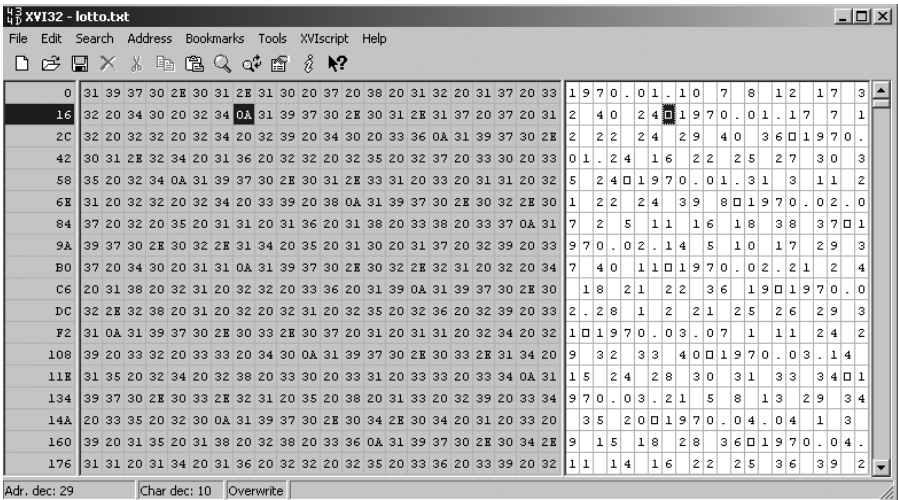 XVI32 - lotto.txt
File Edit Search Address Bookmarks Tools XVIscript Help
0 31 39 37 30 2E 30 31 2E 31 30 20 37 20 38 20 31 32 20 31 37 20 33 1970.01.10 7 8 12 17 3
16 32 20 34 30 20 32 34 0A 31 39 37 30 2E 30 31 2E 31 37 20 37 20 31 2 40 24□1970.01.17 7 1
2C 32 20 32 32 20 32 34 20 32 39 20 34 30 20 33 36 0A 31 39 37 30 2E 2 22 24 29 40 36□1970.
42 30 31 2E 32 34 20 31 36 20 32 32 20 32 35 20 32 37 20 33 30 20 33 01.24 16 22 25 27 30 3
58 35 20 32 34 0A 31 39 37 30 2E 30 31 2E 33 31 20 33 20 31 31 20 32 5 24□1970.01.31 3 11 2
6E 31 20 32 32 20 32 34 20 33 39 20 38 0A 31 39 37 30 2E 30 32 2E 30 1 22 24 39 8□1970.02.0
84 37 20 32 20 35 20 31 31 20 31 36 20 31 38 20 33 38 20 33 37 0A 31 7 2 5 11 16 18 38 37□1
9A 39 37 30 2E 30 32 2E 31 34 20 35 20 31 30 20 31 37 20 32 39 20 33 970.02.14 5 10 17 29 3
B0 37 20 34 30 20 31 31 0A 31 39 37 30 2E 30 32 2E 32 31 20 32 20 34 7 40 11□1970.02.21 2 4
C6 20 31 38 20 32 31 20 32 32 20 33 36 20 31 39 0A 31 39 37 30 2E 30 18 21 22 36 19□1970.0
DC 32 2E 32 38 20 31 20 32 20 32 31 20 32 35 20 32 36 20 32 39 20 33 2.28 1 2 21 25 26 29 3
F2 31 0A 31 39 37 30 2E 30 33 2E 30 37 20 31 20 31 31 20 32 34 20 32 1□1970.03.07 1 11 24 2
108 39 20 33 32 20 33 33 20 34 30 0A 31 39 37 30 2E 30 33 2E 31 34 20 9 32 33 40□1970.03.14
11E 31 35 20 32 34 20 32 38 20 33 30 20 33 31 20 33 33 20 33 34 0A 31 15 24 28 30 31 33 34□1
134 39 37 30 2E 30 33 2E 32 31 20 35 20 38 20 31 33 20 32 39 20 33 34 970.03.21 5 8 13 29 34
14A 20 33 35 20 32 30 0A 31 39 37 30 2E 30 34 2E 30 34 20 31 20 33 20 35 20□1970.04.04 1 3
160 39 20 31 35 20 31 38 20 32 38 20 33 36 0A 31 39 37 30 2E 30 34 2E 9 15 18 28 36□1970.04.
176 31 31 20 31 34 20 31 36 20 32 32 20 32 35 20 33 36 20 33 39 20 32 11 14 16 22 25 36 39 2
Adr. dec: 29 Char dec: 10 Overwrite